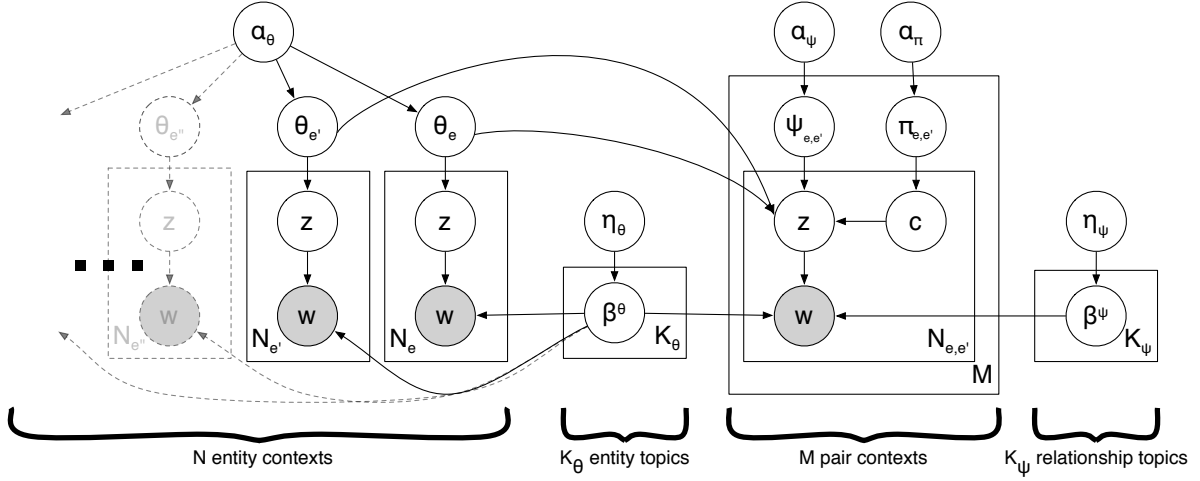 α_θ α_ψ α_π
θ_e'' θ_e' θ_e ψ_e,e' π_e,e'
z z z η_θ z c η_ψ
w w w β^θ w β^ψ
N_e'' N_e' N_e K_θ N_e,e' K_ψ
M
N entity contexts K_θ entity topics M pair contexts K_ψ relationship topics